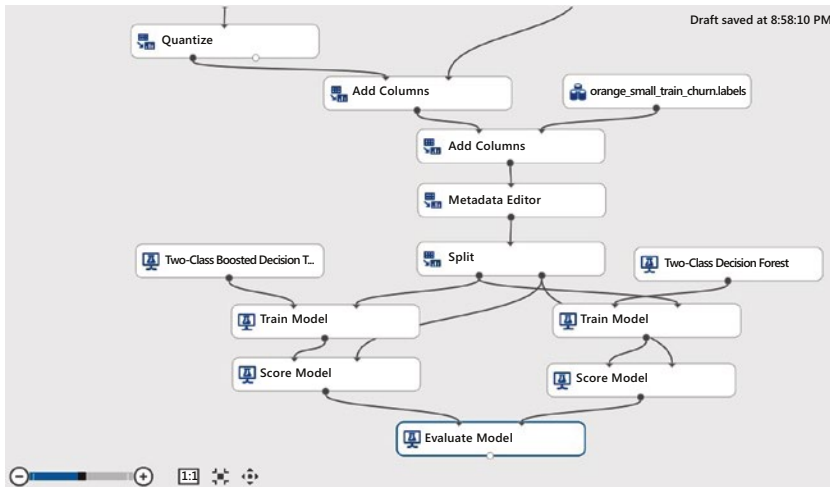 Draft saved at 8:58:10 PM
Quantize
Add Columns
orange_small_train_churn.labels
Add Columns
Metadata Editor
Two-Class Boosted Decision T...
Split
Two-Class Decision Forest
Train Model
Train Model
Score Model
Score Model
Evaluate Model
1:1